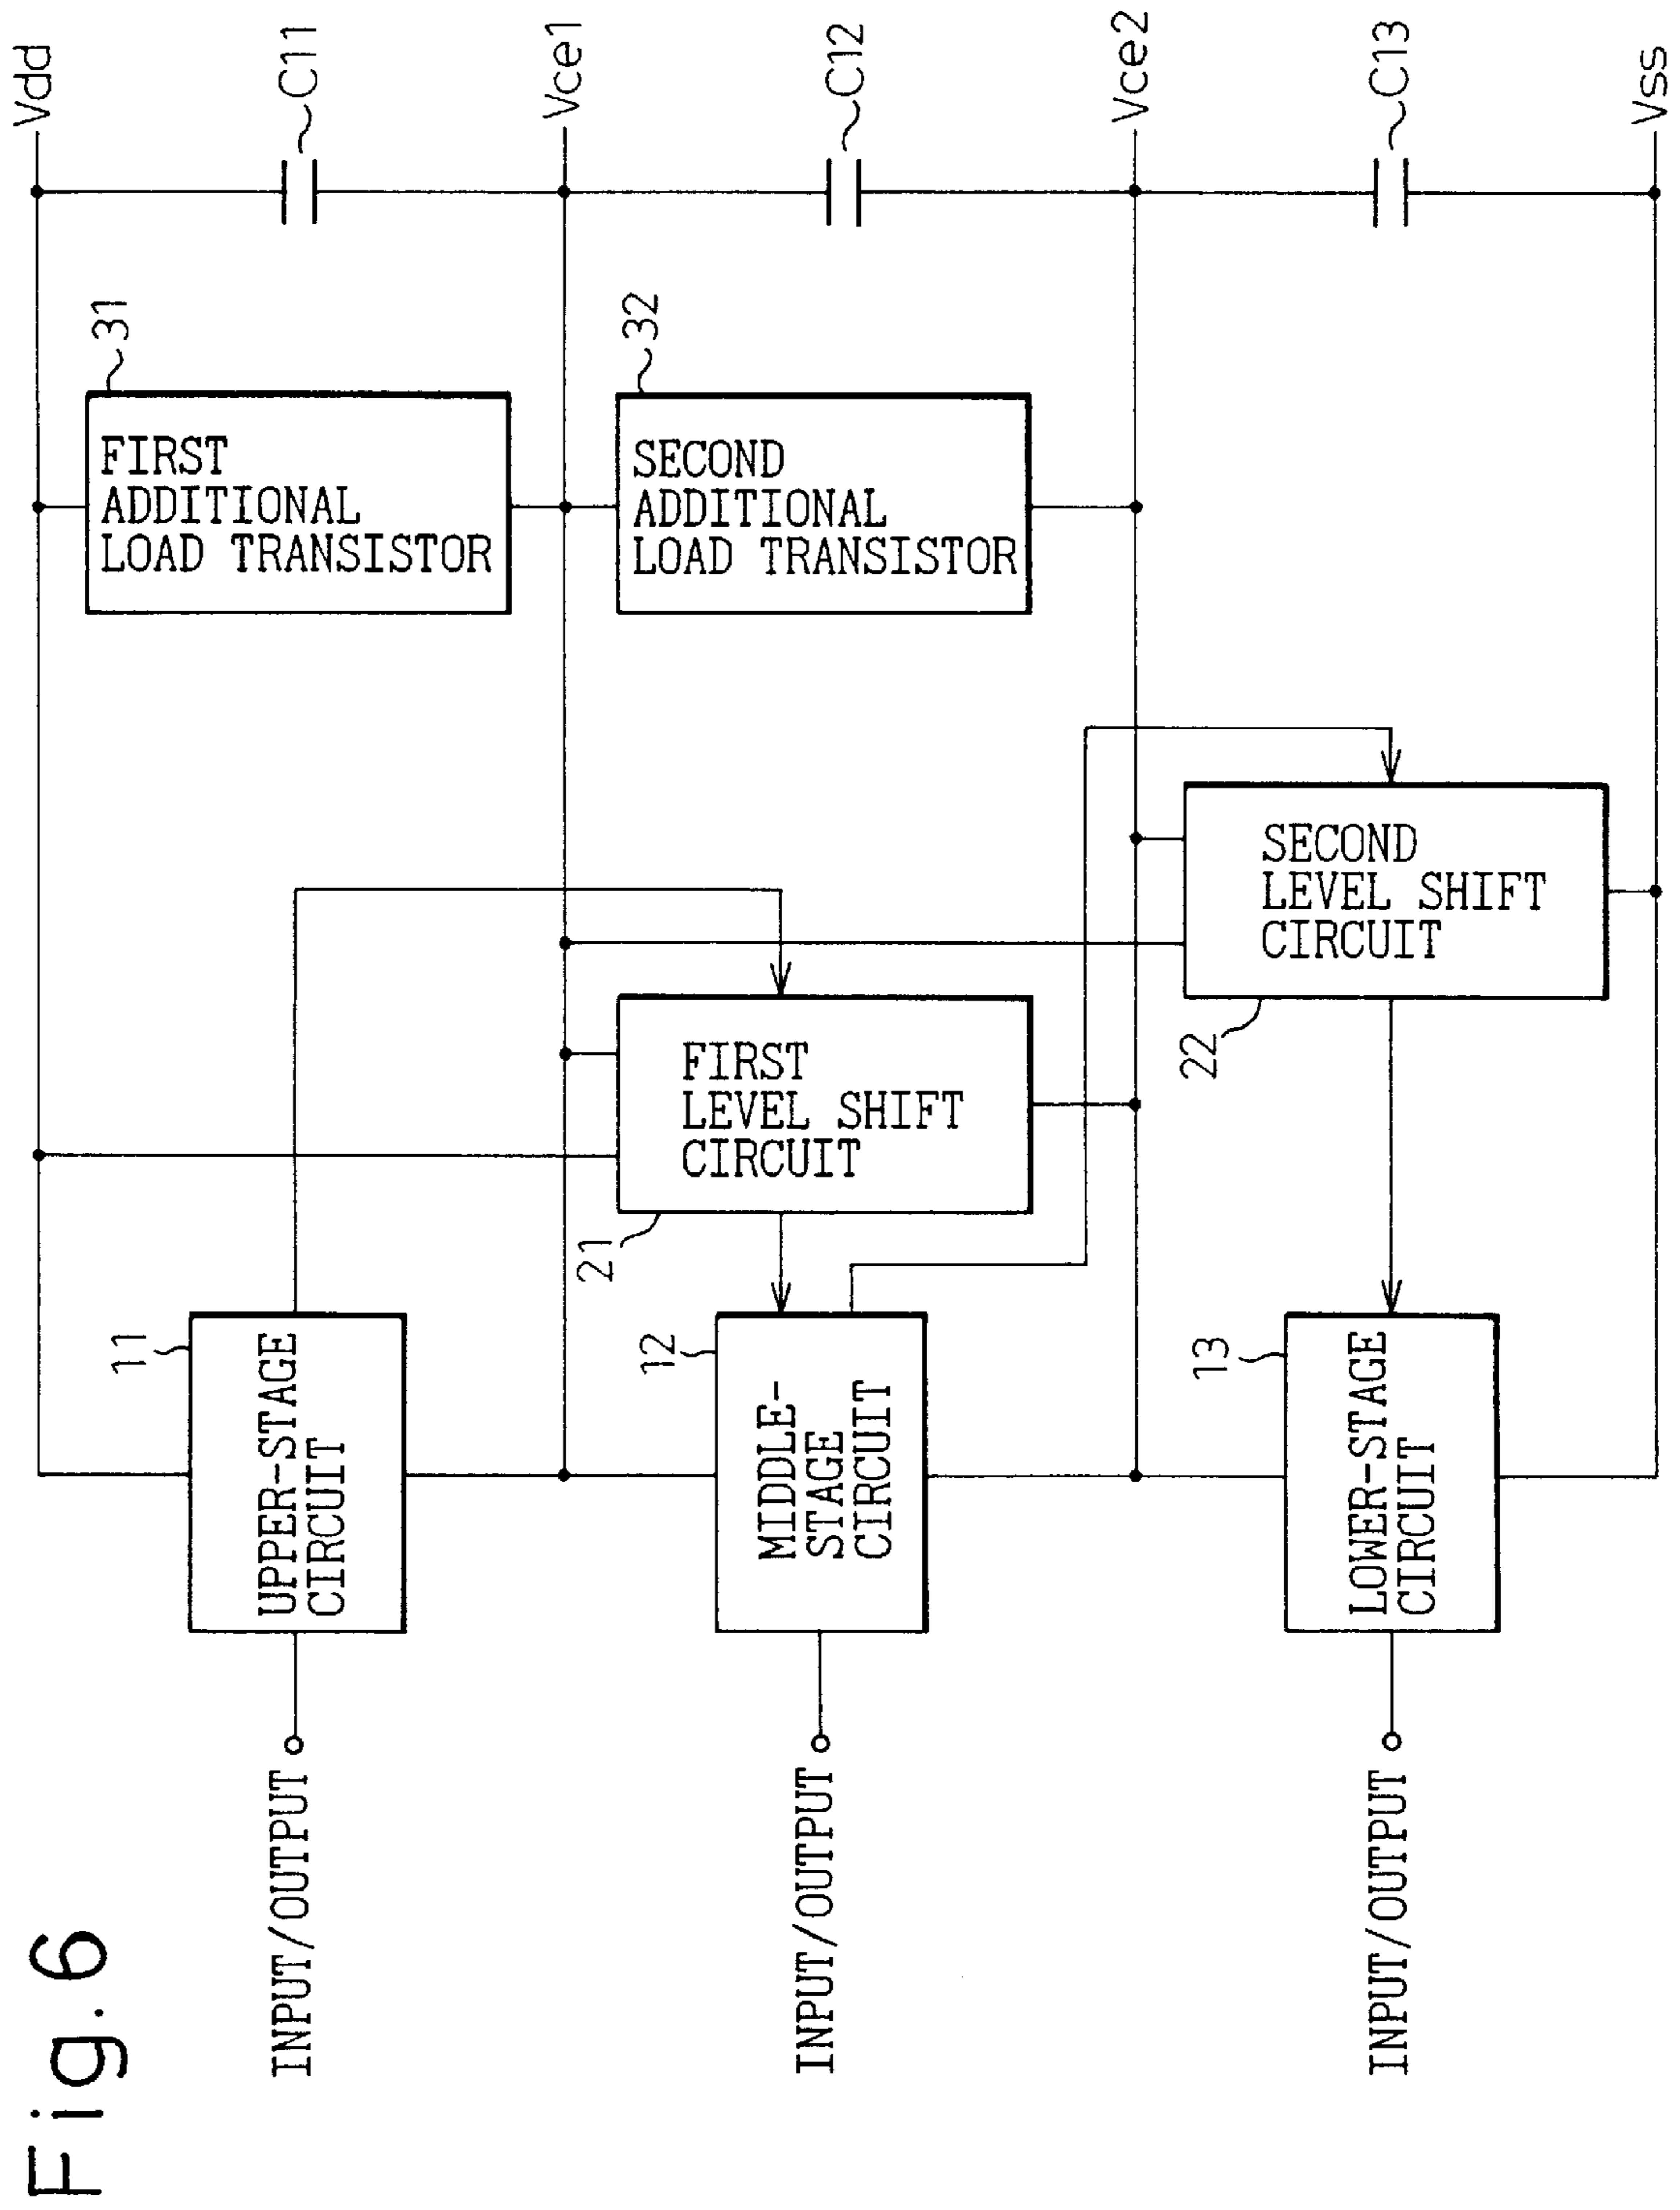 Fig.6
INPUT/OUTPUT
11
UPPER-STAGE
CIRCUIT
31
FIRST
ADDITIONAL
LOAD TRANSISTOR
Vdd
C11
INPUT/OUTPUT
12
MIDDLE-
STAGE
CIRCUIT
21
FIRST
LEVEL SHIFT
CIRCUIT
32
SECOND
ADDITIONAL
LOAD TRANSISTOR
Vce1
C12
INPUT/OUTPUT
13
LOWER-STAGE
CIRCUIT
22
SECOND
LEVEL SHIFT
CIRCUIT
Vce2
C13
Vss